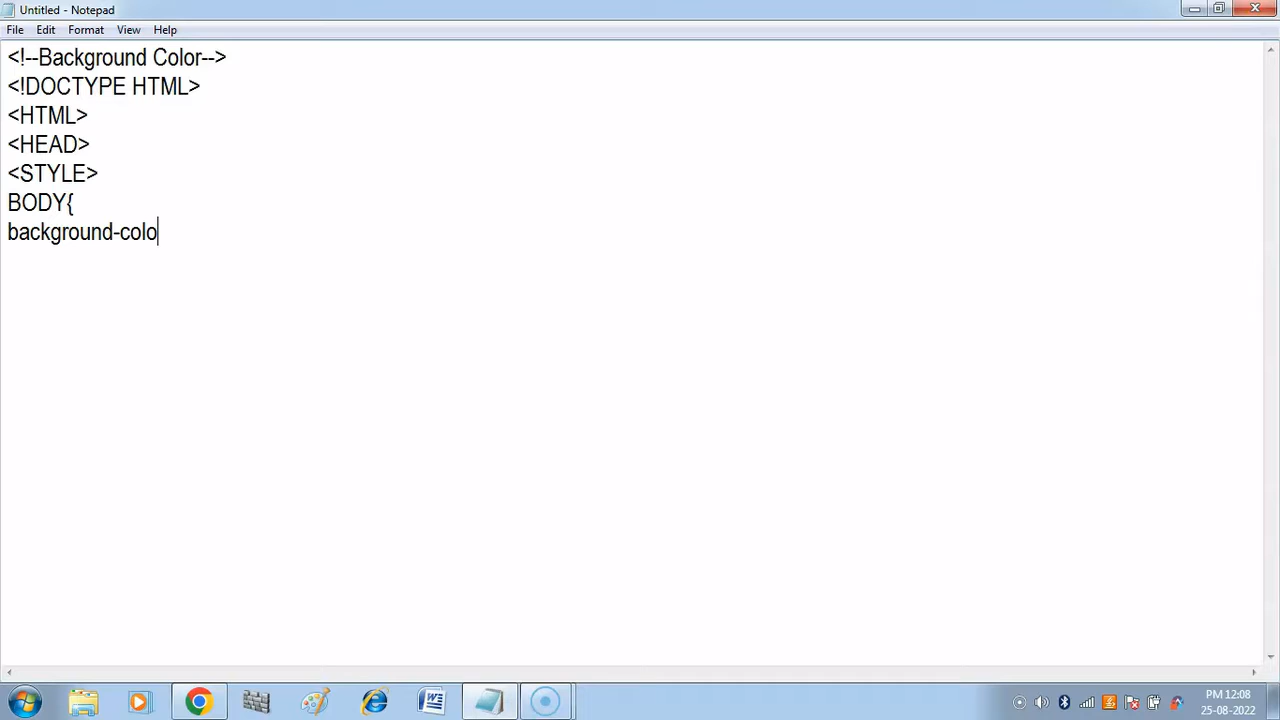 Untitled - Notepad
File Edit Format View Help
<!--Background Color-->
<!DOCTYPE HTML>
<HTML>
<HEAD>
<STYLE>
BODY{
background-colo
PM 12:08
25-08-2022